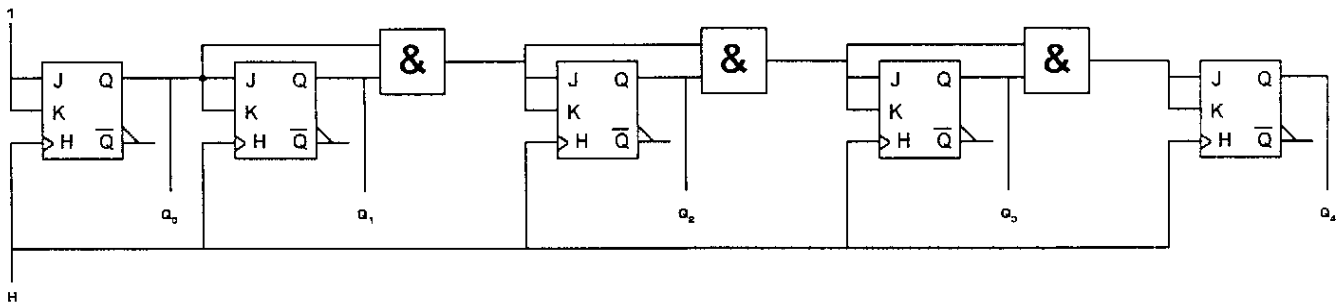 1
& & &
J Q J Q J Q J Q J Q
K K K K K
H Q̅ H Q̅ H Q̅ H Q̅ H Q̅
Q₀ Q₁ Q₂ Q₃ Q₄
H